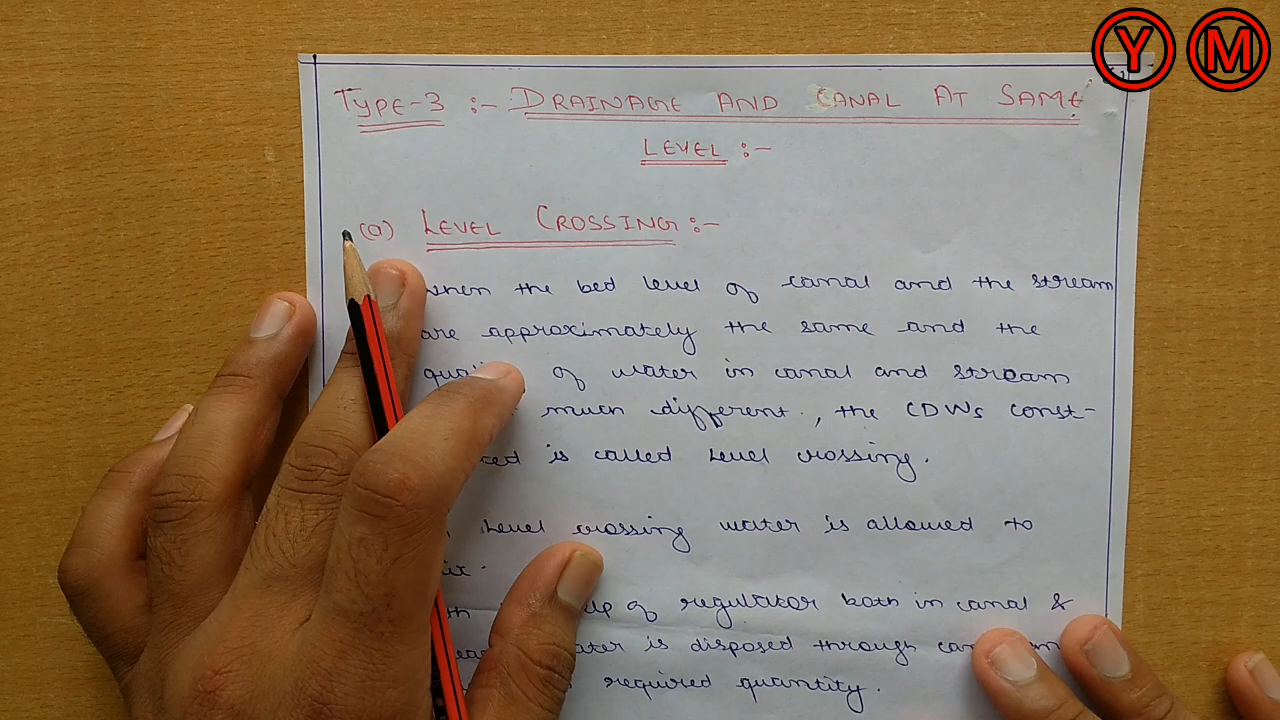 Y M
TYPE-3 :- DRAINAGE AND CANAL AT SAME
LEVEL :-
(a) LEVEL CROSSING :-
when the bed level of canal and the stream
are approximately the same and the
of water in canal and stream
much different, the CDWs const-
is called level crossing.
level crossing water is allowed to
of regulator both in canal &
is disposed through
required quantity.